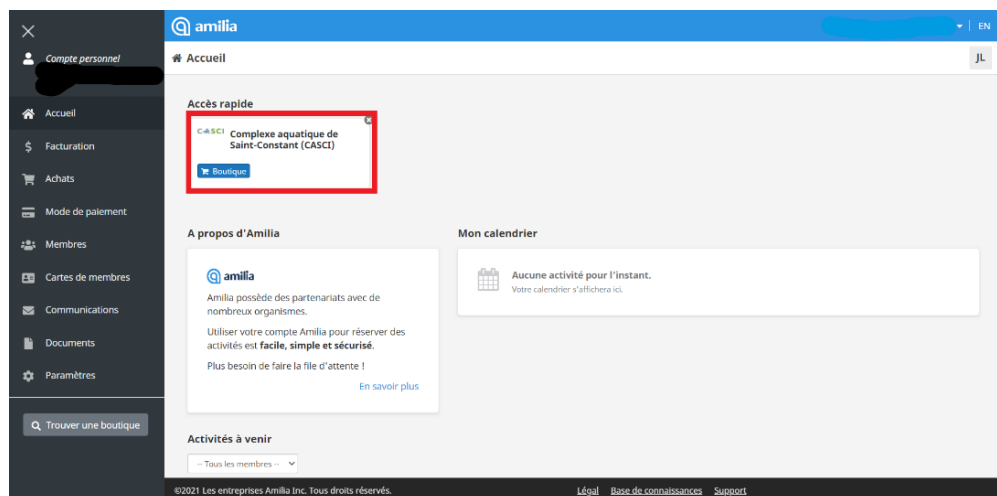 amilia
EN
Compte personnel
Accueil
JL
Accueil
Facturation
Achats
Mode de paiement
Membres
Cartes de membres
Communications
Documents
Paramètres
Trouver une boutique
Accès rapide
CASCI
Complexe aquatique de
Saint-Constant (CASCI)
Boutique
A propos d'Amilia
amilia
Amilia possède des partenariats avec de
nombreux organismes.
Utiliser votre compte Amilia pour réserver des
activités est facile, simple et sécurisé.
Plus besoin de faire la file d'attente !
En savoir plus
Mon calendrier
Aucune activité pour l'instant.
Votre calendrier s'affichera ici.
Activités à venir
-- Tous les membres --
©2021 Les entreprises Amilia Inc. Tous droits réservés.
Légal Base de connaissances Support